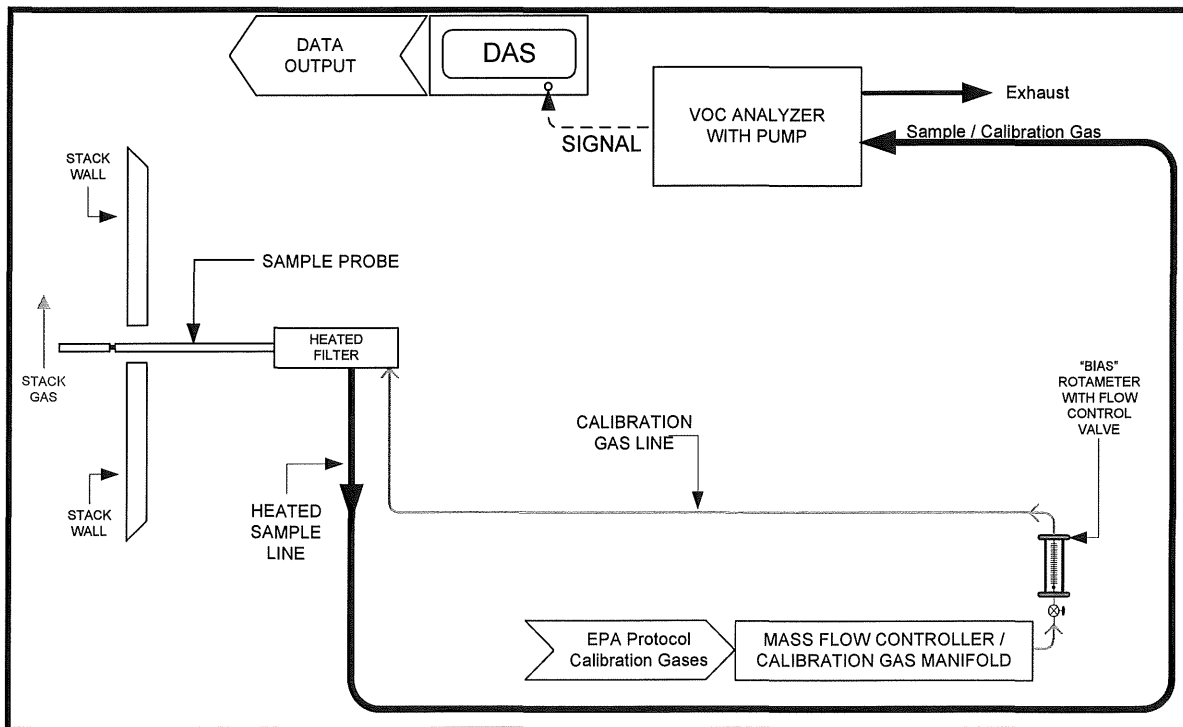 DATA
OUTPUT
DAS
SIGNAL
VOC ANALYZER
WITH PUMP
Exhaust
Sample / Calibration Gas
STACK
WALL
SAMPLE PROBE
HEATED
FILTER
STACK
GAS
"BIAS"
ROTAMETER
WITH FLOW
CONTROL
VALVE
CALIBRATION
GAS LINE
STACK
WALL
HEATED
SAMPLE
LINE
EPA Protocol
Calibration Gases
MASS FLOW CONTROLLER /
CALIBRATION GAS MANIFOLD